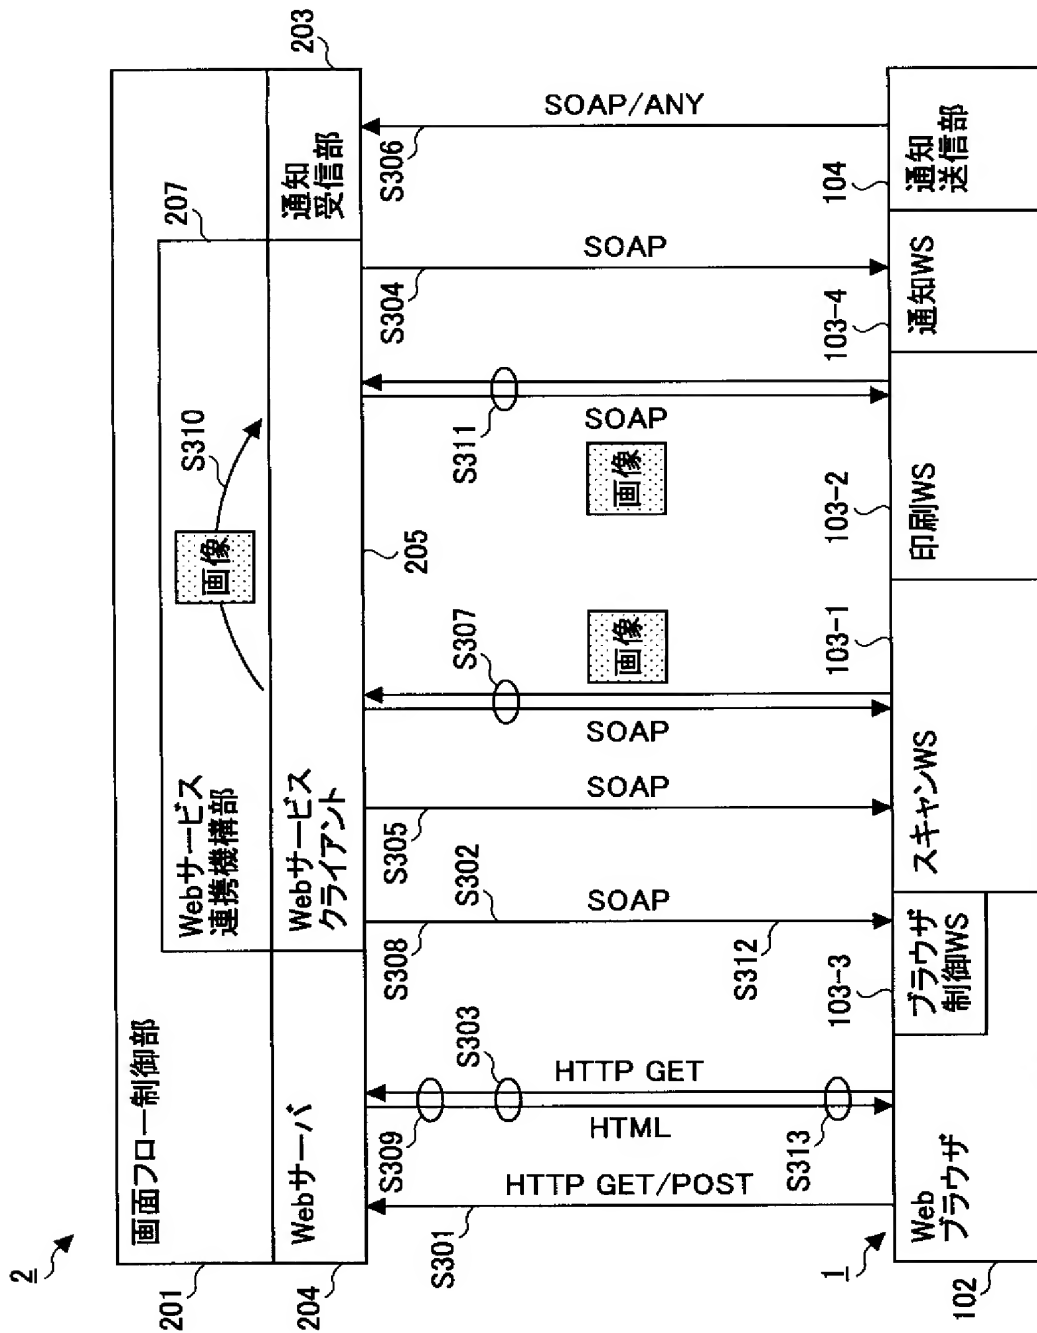 2
201
画面フロー制御部
207
Webサービス
連携機構部
画像
S310
203
204
Webサーバ
Webサービス
クライアント
205
通知
受信部
S301
HTTP GET/POST
S309
S303
S313
HTTP GET
HTML
S308
S302
S312
SOAP
S305
SOAP
S307
SOAP
画像
S311
SOAP
画像
S304
SOAP
S306
SOAP/ANY
1
102
Web
ブラウザ
103-3
ブラウザ
制御WS
103-1
スキャンWS
103-2
印刷WS
103-4
通知WS
104
通知
送信部